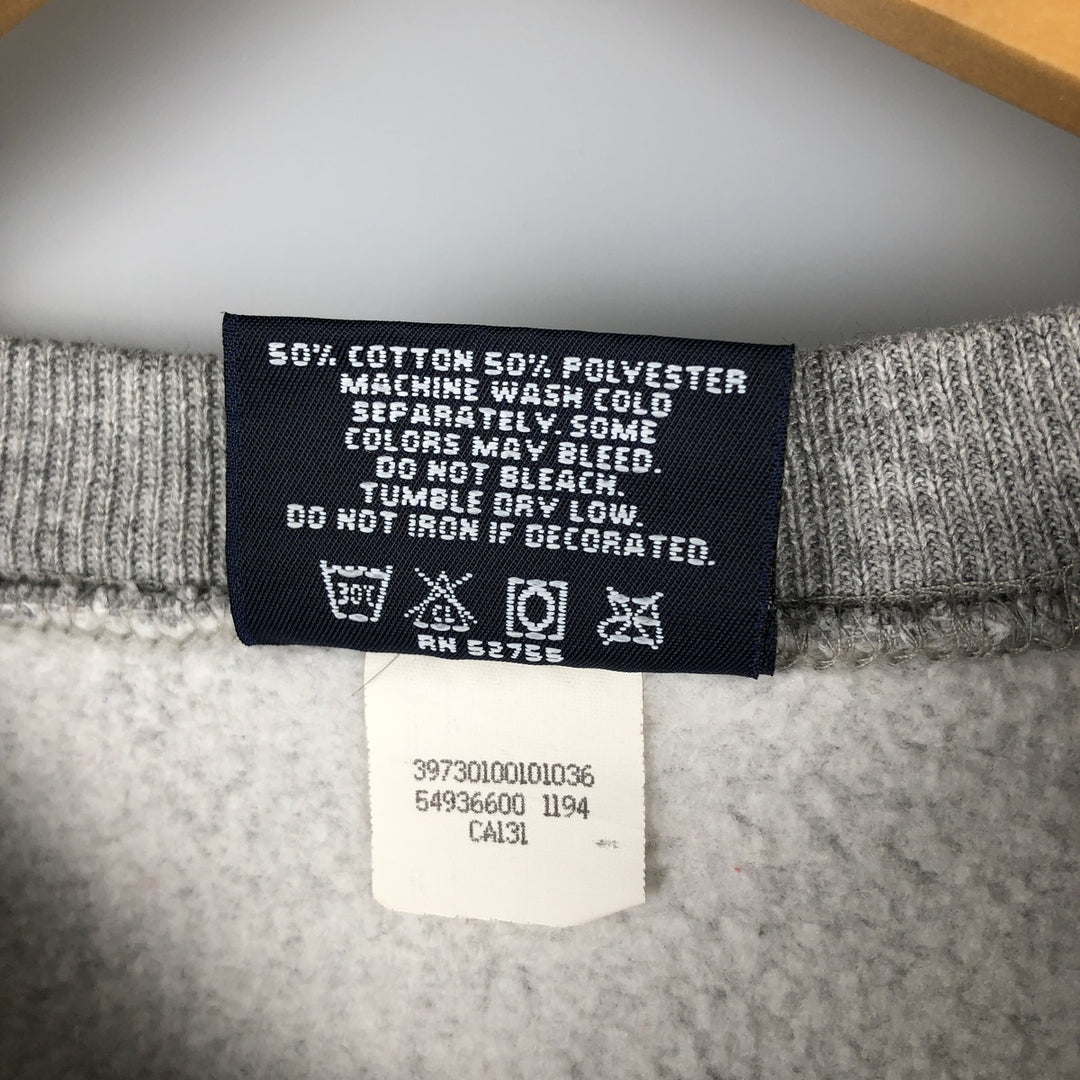 50% COTTON 50% POLYESTER
MACHINE WASH COLD
SEPARATELY. SOME
COLORS MAY BLEED.
DO NOT BLEACH.
TUMBLE DRY LOW.
DO NOT IRON IF DECORATED.
30°
CL
RN 52755
39730100101036
54936600 1194
CA131